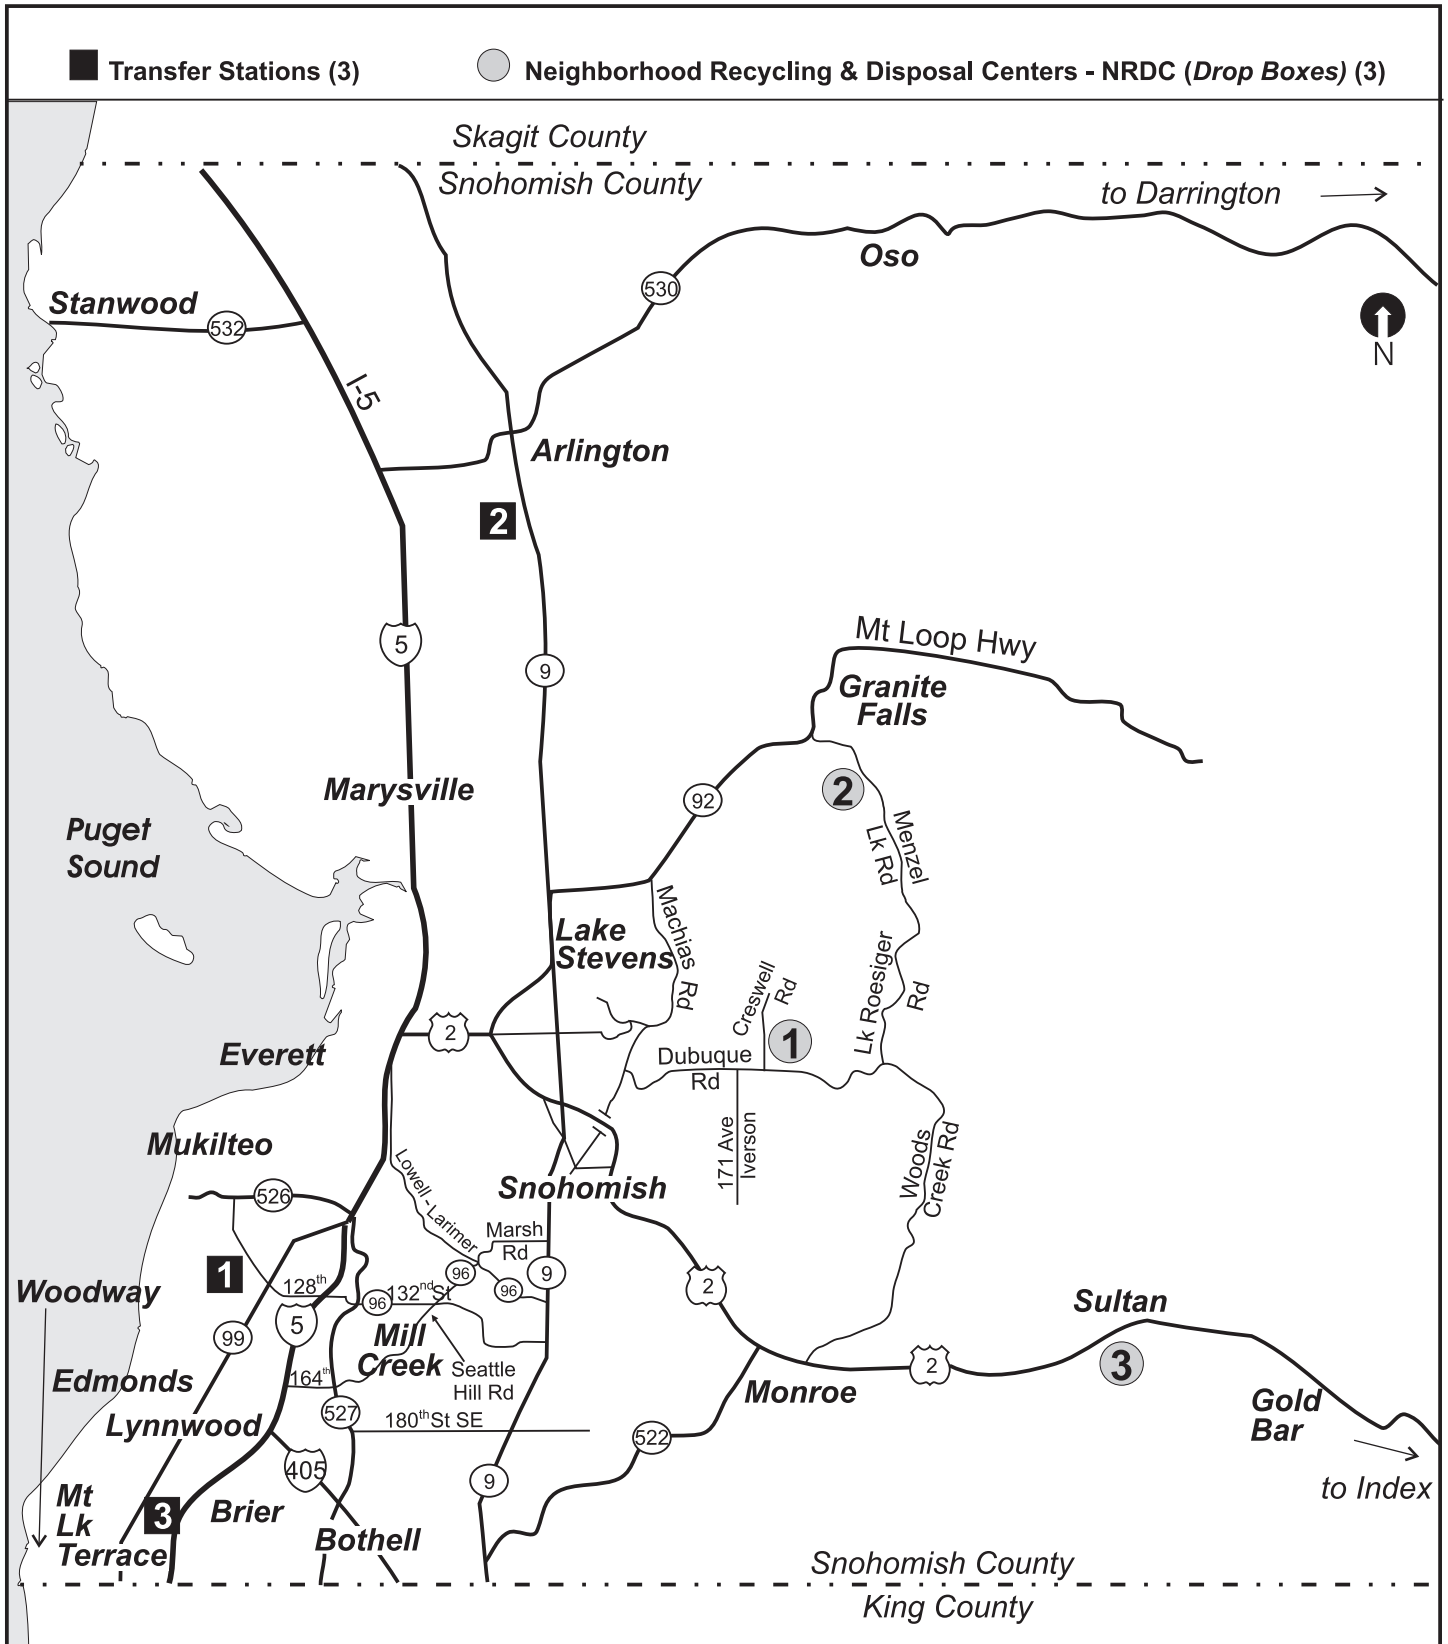 Transfer Stations (3)
Neighborhood Recycling & Disposal Centers - NRDC (Drop Boxes) (3)
Skagit County
Snohomish County
to Darrington
Oso
530
Stanwood
532
N
I-5
Arlington
2
5
9
Mt Loop Hwy
Granite
Falls
Marysville
92
2
Puget
Sound
Menzel
Lk Rd
Machias
Rd
Lake
Stevens
Creswell
Rd
Lk Roesiger
Rd
2
1
Everett
Dubuque
Rd
Mukilteo
171 Ave
Iverson
Woods
Creek Rd
Lowell - Larimer
Snohomish
526
Marsh
Rd
1
96
9
2
128th
96
132nd St
96
Woodway
5
Sultan
99
Mill
Creek
Seattle
Hill Rd
2
3
Edmonds
164th
Monroe
Gold
Bar
527
180th St SE
Lynnwood
522
405
9
to Index
Mt
Lk
Terrace
3
Brier
Bothell
Snohomish County
King County